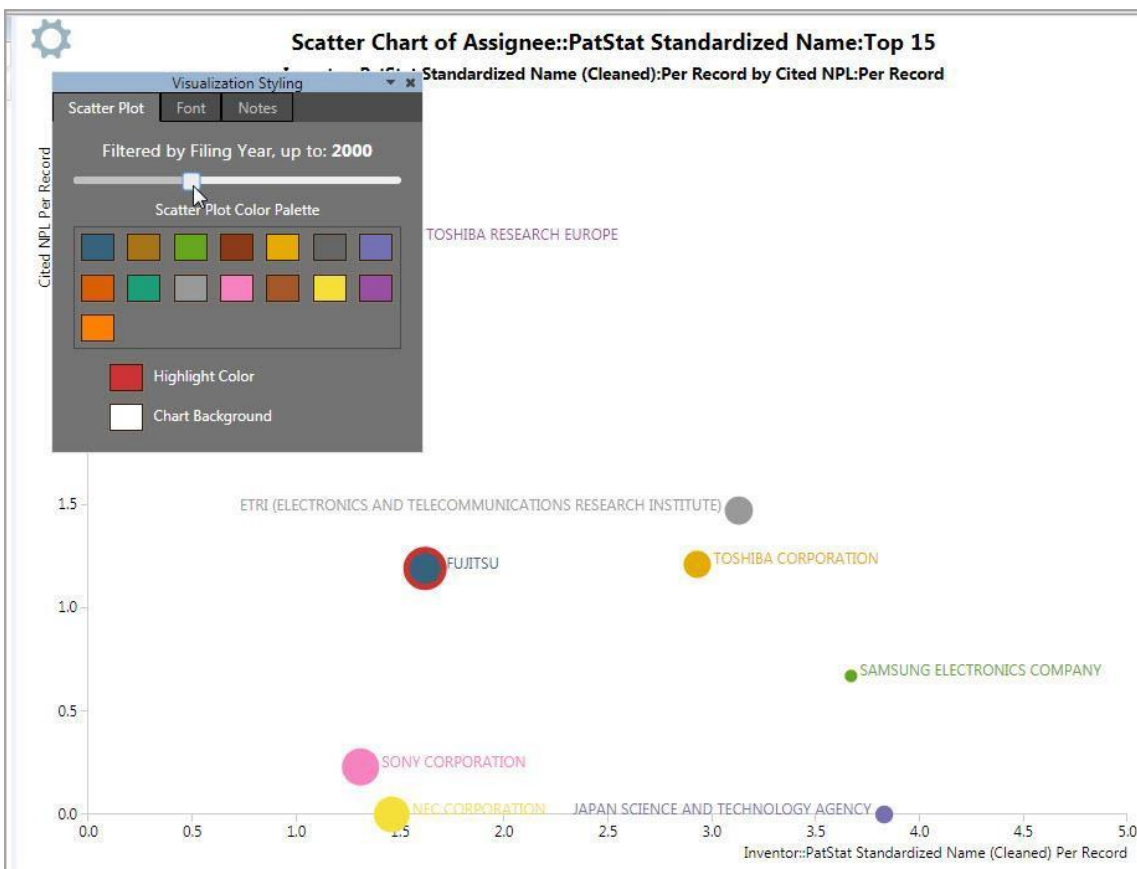 Scatter Chart of Assignee::PatStat Standardized Name:Top 15
Standardized Name (Cleaned):Per Record by Cited NPL:Per Record
Visualization Styling
Scatter Plot Font Notes
Filtered by Filing Year, up to: 2000
Scatter Plot Color Palette
Highlight Color
Chart Background
Cited NPL Per Record
TOSHIBA RESEARCH EUROPE
1.5
ETRI (ELECTRONICS AND TELECOMMUNICATIONS RESEARCH INSTITUTE)
FUJITSU
TOSHIBA CORPORATION
1.0
SAMSUNG ELECTRONICS COMPANY
0.5
SONY CORPORATION
NEC CORPORATION
JAPAN SCIENCE AND TECHNOLOGY AGENCY
0.0
0.0 0.5 1.0 1.5 2.0 2.5 3.0 3.5 4.0 4.5 5.0
Inventor::PatStat Standardized Name (Cleaned) Per Record